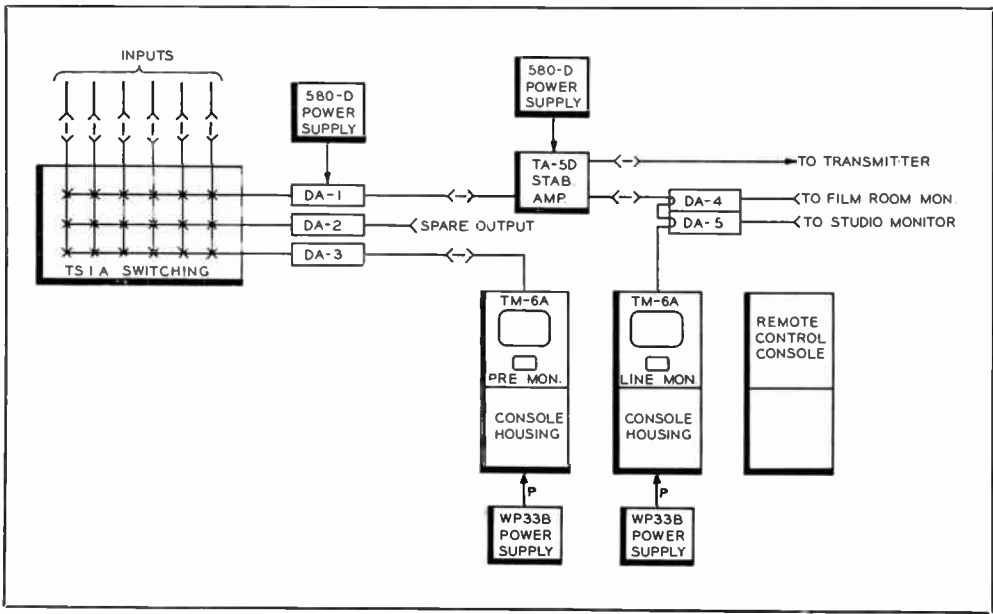 INPUTS
580-D
POWER
SUPPLY
580-D
POWER
SUPPLY
TA-5D
STAB.
AMP.
TO TRANSMITTER
DA-1
DA-4
TO FILM ROOM MON.
DA-2
SPARE OUTPUT
DA-5
TO STUDIO MONITOR
DA-3
TS1A SWITCHING
TM-6A
PRE MON.
CONSOLE
HOUSING
TM-6A
LINE MON.
CONSOLE
HOUSING
REMOTE
CONTROL
CONSOLE
P
P
WP33B
POWER
SUPPLY
WP33B
POWER
SUPPLY